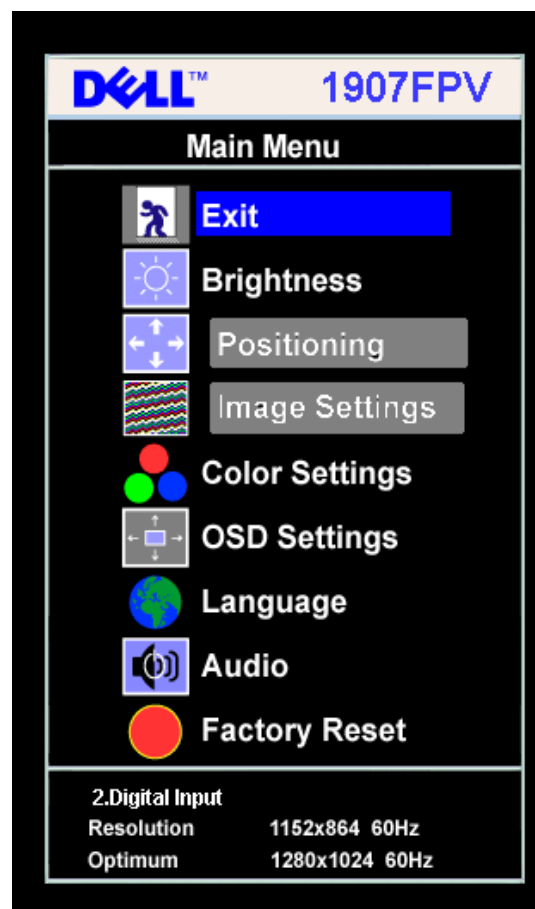 DELL™ 1907FPV
Main Menu
Exit
Brightness
Positioning
Image Settings
Color Settings
OSD Settings
Language
Audio
Factory Reset
2.Digital Input
Resolution 1152x864 60Hz
Optimum 1280x1024 60Hz